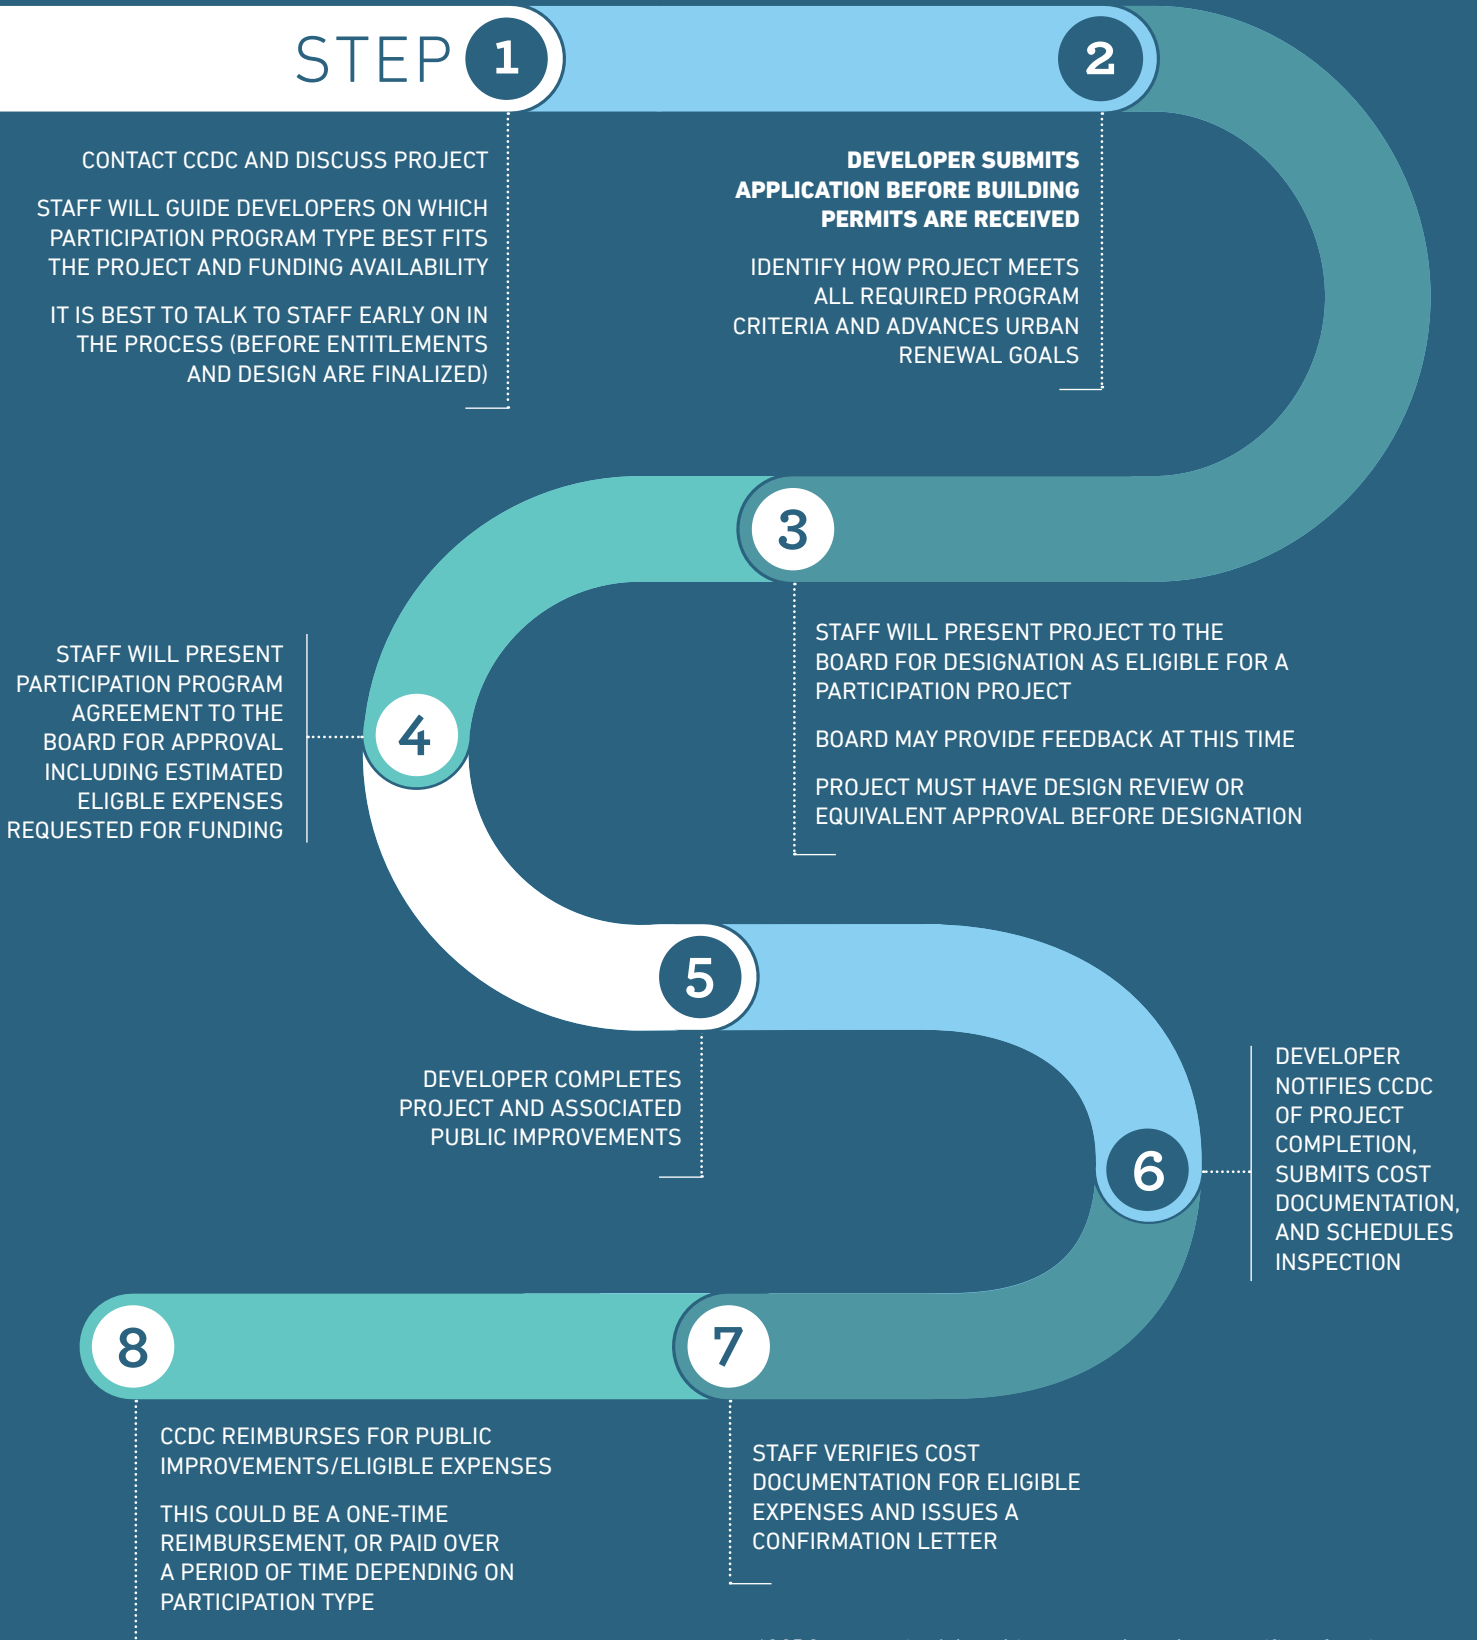 STEP 1
CONTACT CCDC AND DISCUSS PROJECT
STAFF WILL GUIDE DEVELOPERS ON WHICH
PARTICIPATION PROGRAM TYPE BEST FITS
THE PROJECT AND FUNDING AVAILABILITY
IT IS BEST TO TALK TO STAFF EARLY ON IN
THE PROCESS (BEFORE ENTITLEMENTS
AND DESIGN ARE FINALIZED)
2
DEVELOPER SUBMITS
APPLICATION BEFORE BUILDING
PERMITS ARE RECEIVED
IDENTIFY HOW PROJECT MEETS
ALL REQUIRED PROGRAM
CRITERIA AND ADVANCES URBAN
RENEWAL GOALS
3
STAFF WILL PRESENT PROJECT TO THE
BOARD FOR DESIGNATION AS ELIGIBLE FOR A
PARTICIPATION PROJECT
BOARD MAY PROVIDE FEEDBACK AT THIS TIME
PROJECT MUST HAVE DESIGN REVIEW OR
EQUIVALENT APPROVAL BEFORE DESIGNATION
4
STAFF WILL PRESENT
PARTICIPATION PROGRAM
AGREEMENT TO THE
BOARD FOR APPROVAL
INCLUDING ESTIMATED
ELIGBLE EXPENSES
REQUESTED FOR FUNDING
5
DEVELOPER COMPLETES
PROJECT AND ASSOCIATED
PUBLIC IMPROVEMENTS
6
DEVELOPER
NOTIFIES CCDC
OF PROJECT
COMPLETION,
SUBMITS COST
DOCUMENTATION,
AND SCHEDULES
INSPECTION
7
STAFF VERIFIES COST
DOCUMENTATION FOR ELIGIBLE
EXPENSES AND ISSUES A
CONFIRMATION LETTER
8
CCDC REIMBURSES FOR PUBLIC
IMPROVEMENTS/ELIGIBLE EXPENSES
THIS COULD BE A ONE-TIME
REIMBURSEMENT, OR PAID OVER
A PERIOD OF TIME DEPENDING ON
PARTICIPATION TYPE